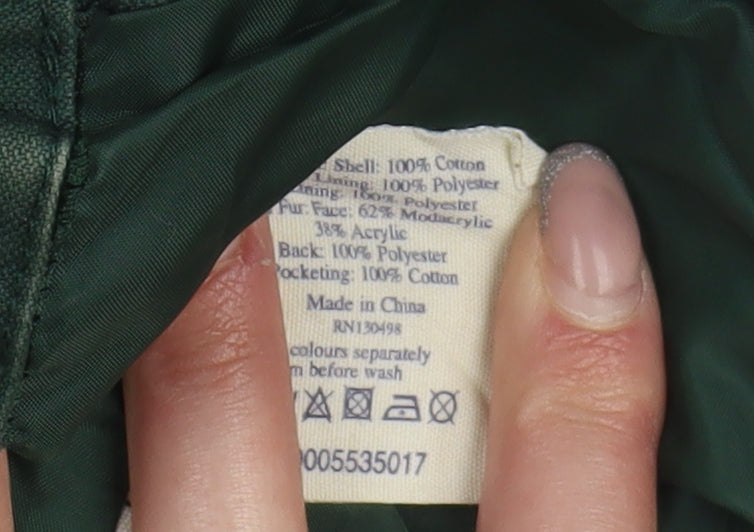 Shell: 100% Cotton
Lining: 100% Polyester
Lining: 100% Polyester
Fur: Face: 62% Modacrylic
38% Acrylic
Back: 100% Polyester
Pocketing: 100% Cotton
Made in China
RN130498
colours separately
before wash
005535017